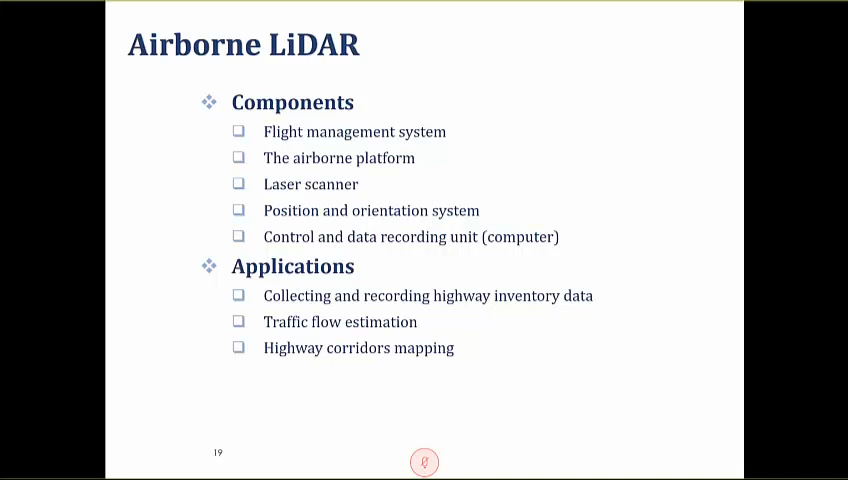 Airborne LiDAR
Components
Flight management system
The airborne platform
Laser scanner
Position and orientation system
Control and data recording unit (computer)
Applications
Collecting and recording highway inventory data
Traffic flow estimation
Highway corridors mapping
19